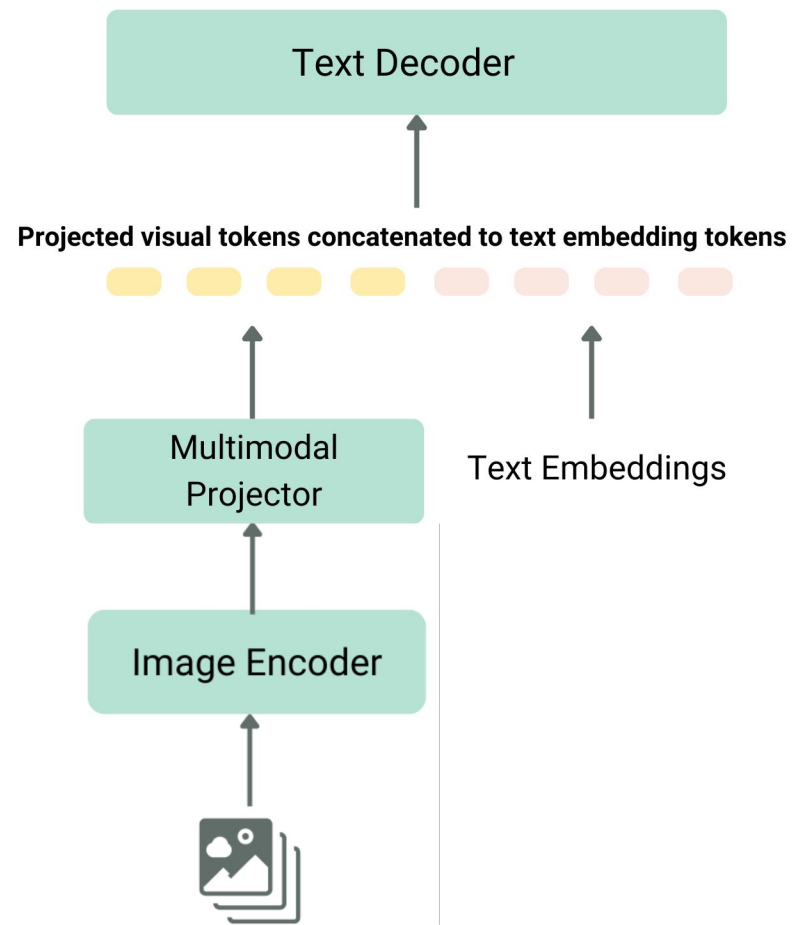 Text Decoder
Projected visual tokens concatenated to text embedding tokens
Multimodal
Projector
Text Embeddings
Image Encoder